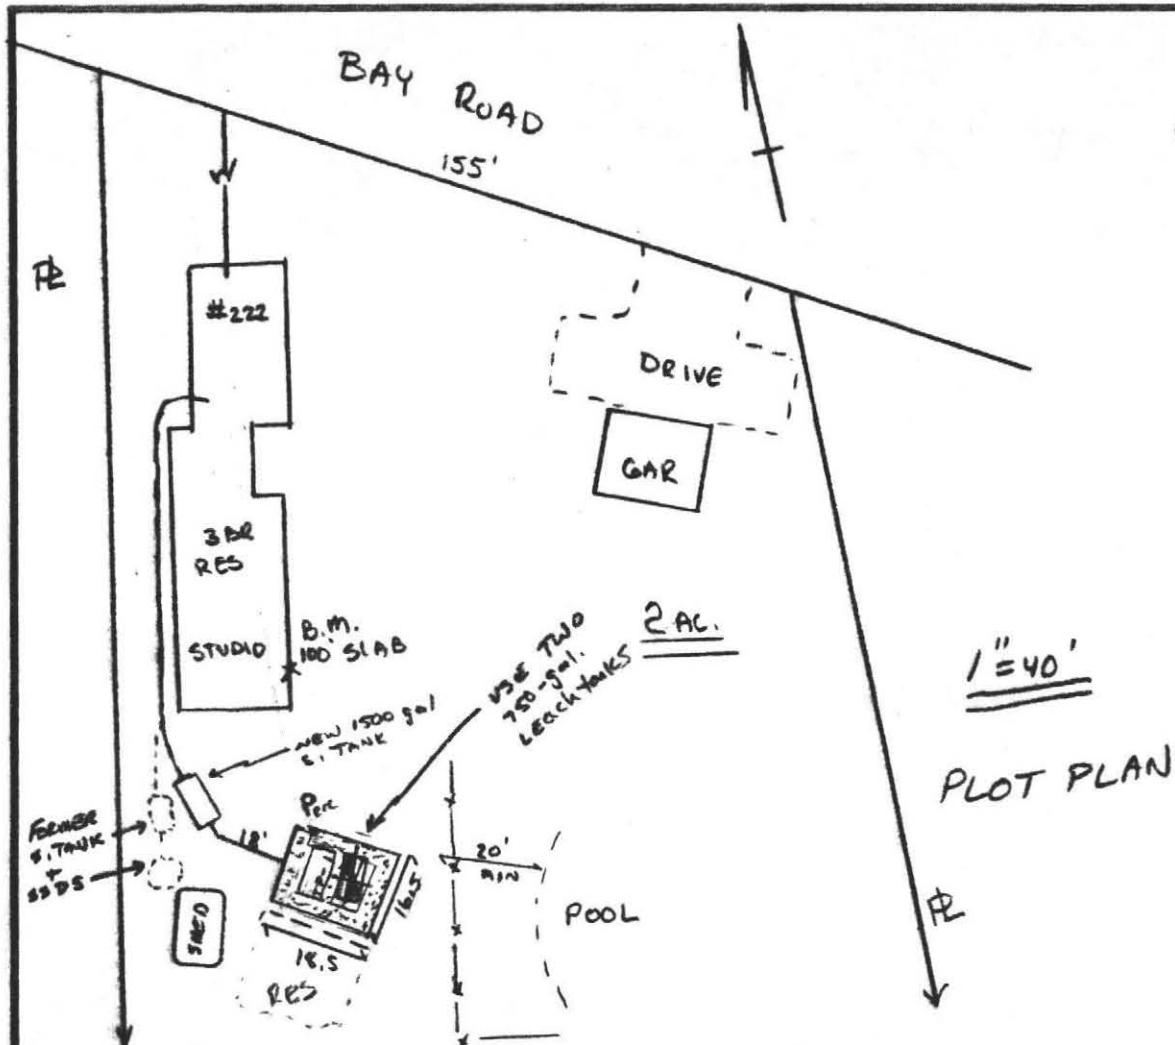 BAY ROAD
155'
PL
#222
DRIVE
GAR
3 BR
RES
STUDIO
B.M.
100' SLAB
USE TWO
750-gal.
LEACH tanks
2 AC.
1"=40'
PLOT PLAN
NEW 1500 gal
S. TANK
FORMER
S. TANK
+
SSDS
18'
Perc
16.5
18.5
RES
SHED
20'
MIN
POOL
PL